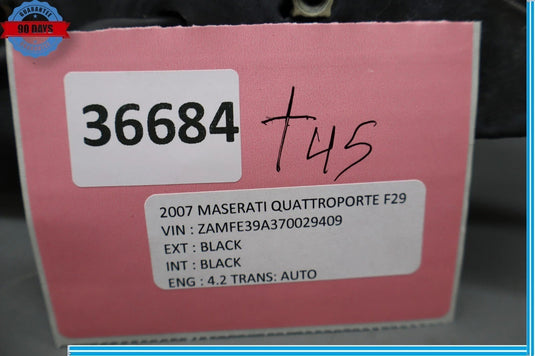 GUARANTEE
90 DAYS
36684
t45
2007 MASERATI QUATTROPORTE F29
VIN : ZAMFE39A370029409
EXT : BLACK
INT : BLACK
ENG : 4.2 TRANS: AUTO